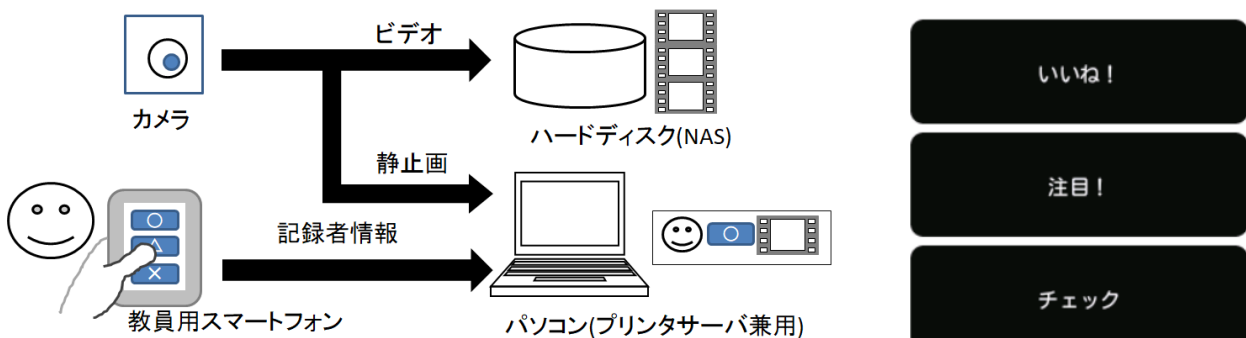 ビデオ
カメラ
ハードディスク(NAS)
静止画
記録者情報
教員用スマートフォン
パソコン(プリンタサーバ兼用)
いいね！
注目！
チェック